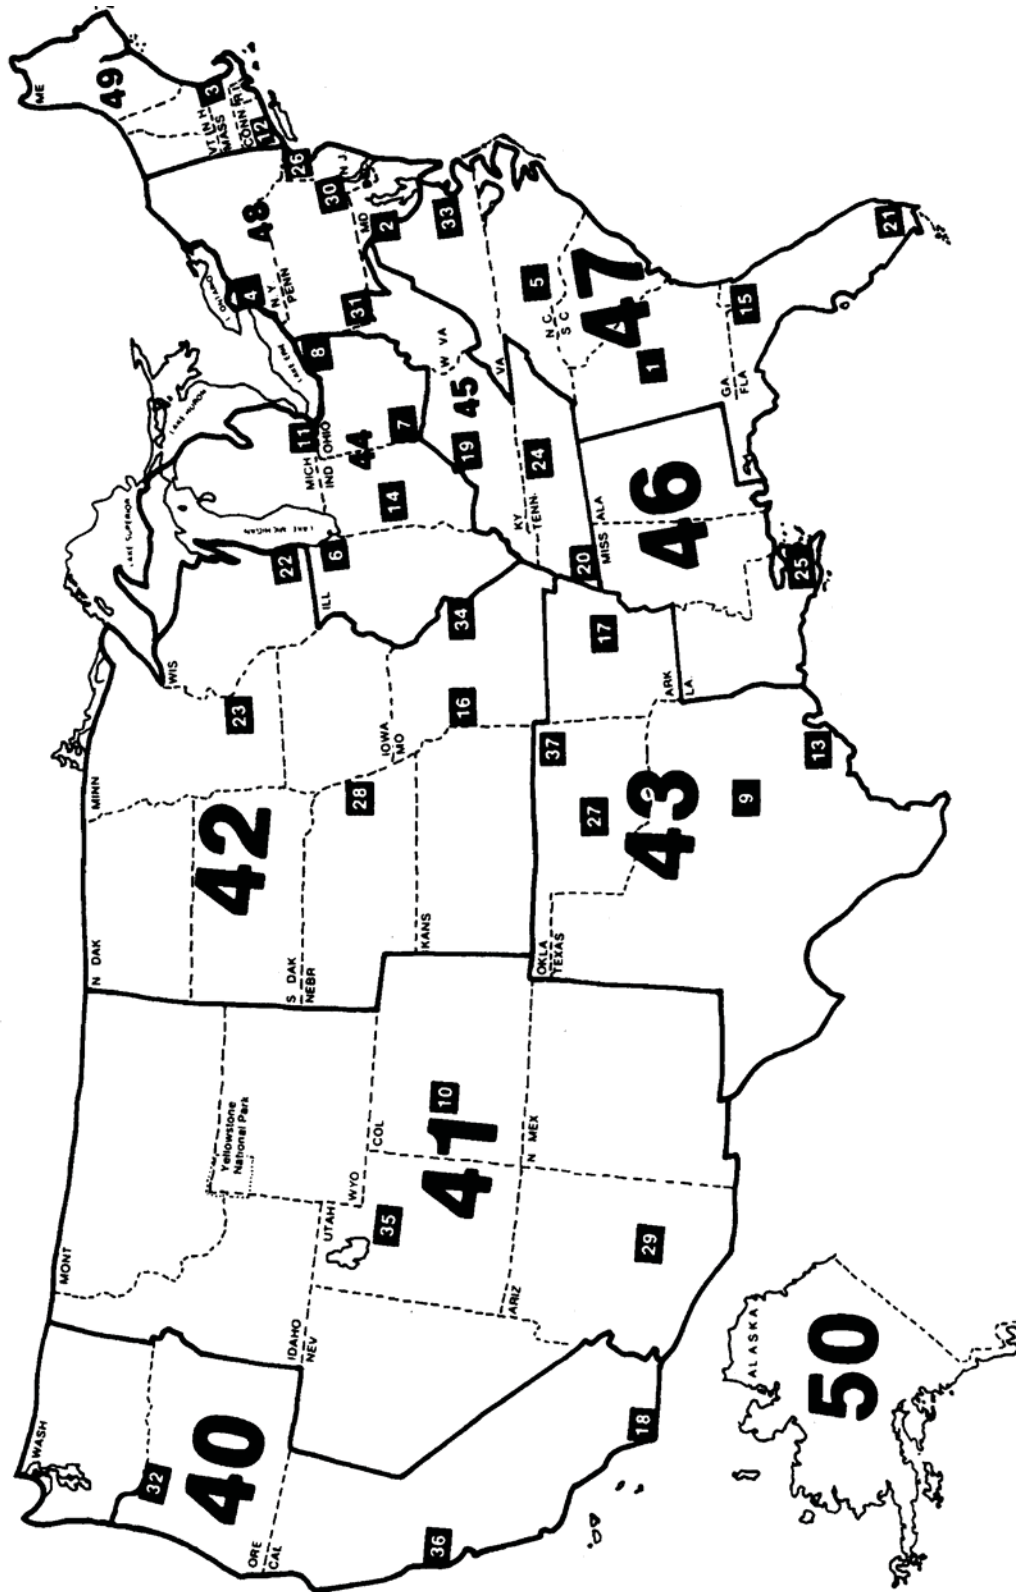 WASH
MONT
N DAK
MINN
WIS
LAKE SUPERIOR
LAKE MICHIGAN
LAKE HURON
LAKE ERIE
L ONTARIO
ME
49
VT
N H
3
MASS
CONN
R I
12
26
N.Y
PENN
48
4
N J
30
MD
2
31
33
8
11
MICH
IND
OHIO
44
7
14
22
6
ILL
23
42
S DAK
NEBR
28
IOWA
MO
34
16
KANS
Yellowstone
National Park
IDAHO
NEV
UTAH
WYO
35
COL
10
41
ORE
CAL
32
40
36
18
ARIZ
N MEX
29
OKLA
TEXAS
37
27
43
9
13
ARK
LA.
17
25
20
MISS
ALA
46
KY
TENN.
24
19
45
W VA
VA
N C
S C
5
47
1
GA
FLA
15
21
ALASKA
50